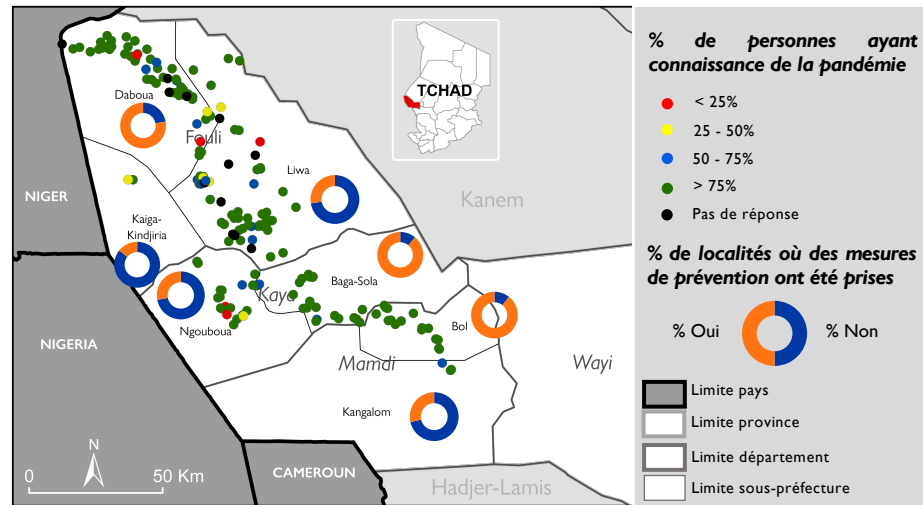 NIGER
NIGERIA
CAMEROUN
Daboua
Fouli
Liwa
Kanem
Kaiga-
Kindjiria
Baga-Sola
Kaya
Ngouboua
Bol
Mamdi
Wayi
Kangalom
Hadjer-Lamis
N
0 50 Km
TCHAD
% de personnes ayant
connaissance de la pandémie
< 25%
25 - 50%
50 - 75%
> 75%
Pas de réponse
% de localités où des mesures
de prévention ont été prises
% Oui % Non
Limite pays
Limite province
Limite département
Limite sous-préfecture